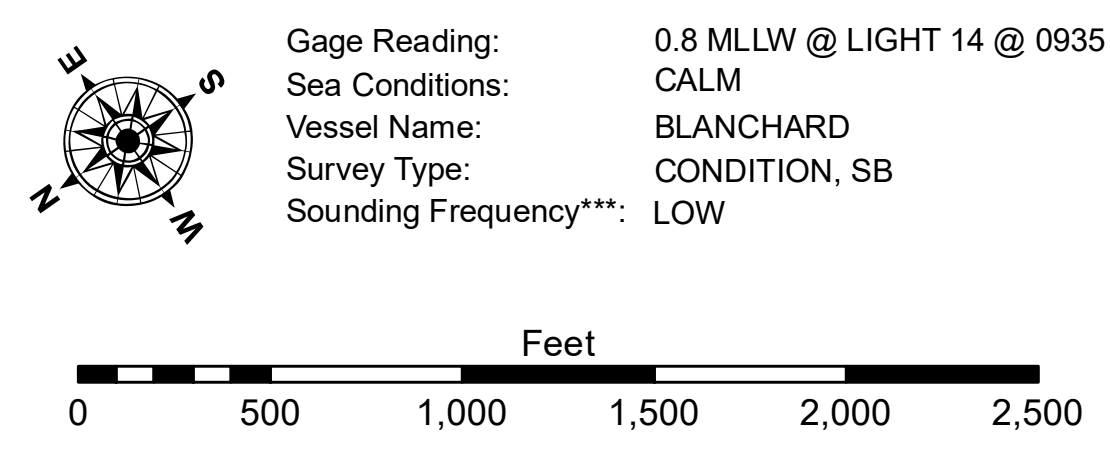 E
S
N
W
Gage Reading: 0.8 MLLW @ LIGHT 14 @ 0935
Sea Conditions: CALM
Vessel Name: BLANCHARD
Survey Type: CONDITION, SB
Sounding Frequency***: LOW
Feet
0 500 1,000 1,500 2,000 2,500